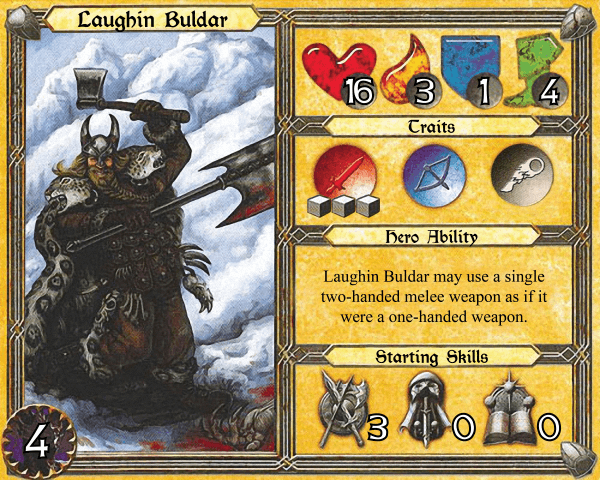 Laughin Buldar
16 3 1 4
Traits
Hero Ability
Laughin Buldar may use a single
two-handed melee weapon as if it
were a one-handed weapon.
Starting Skills
3 0 0
4